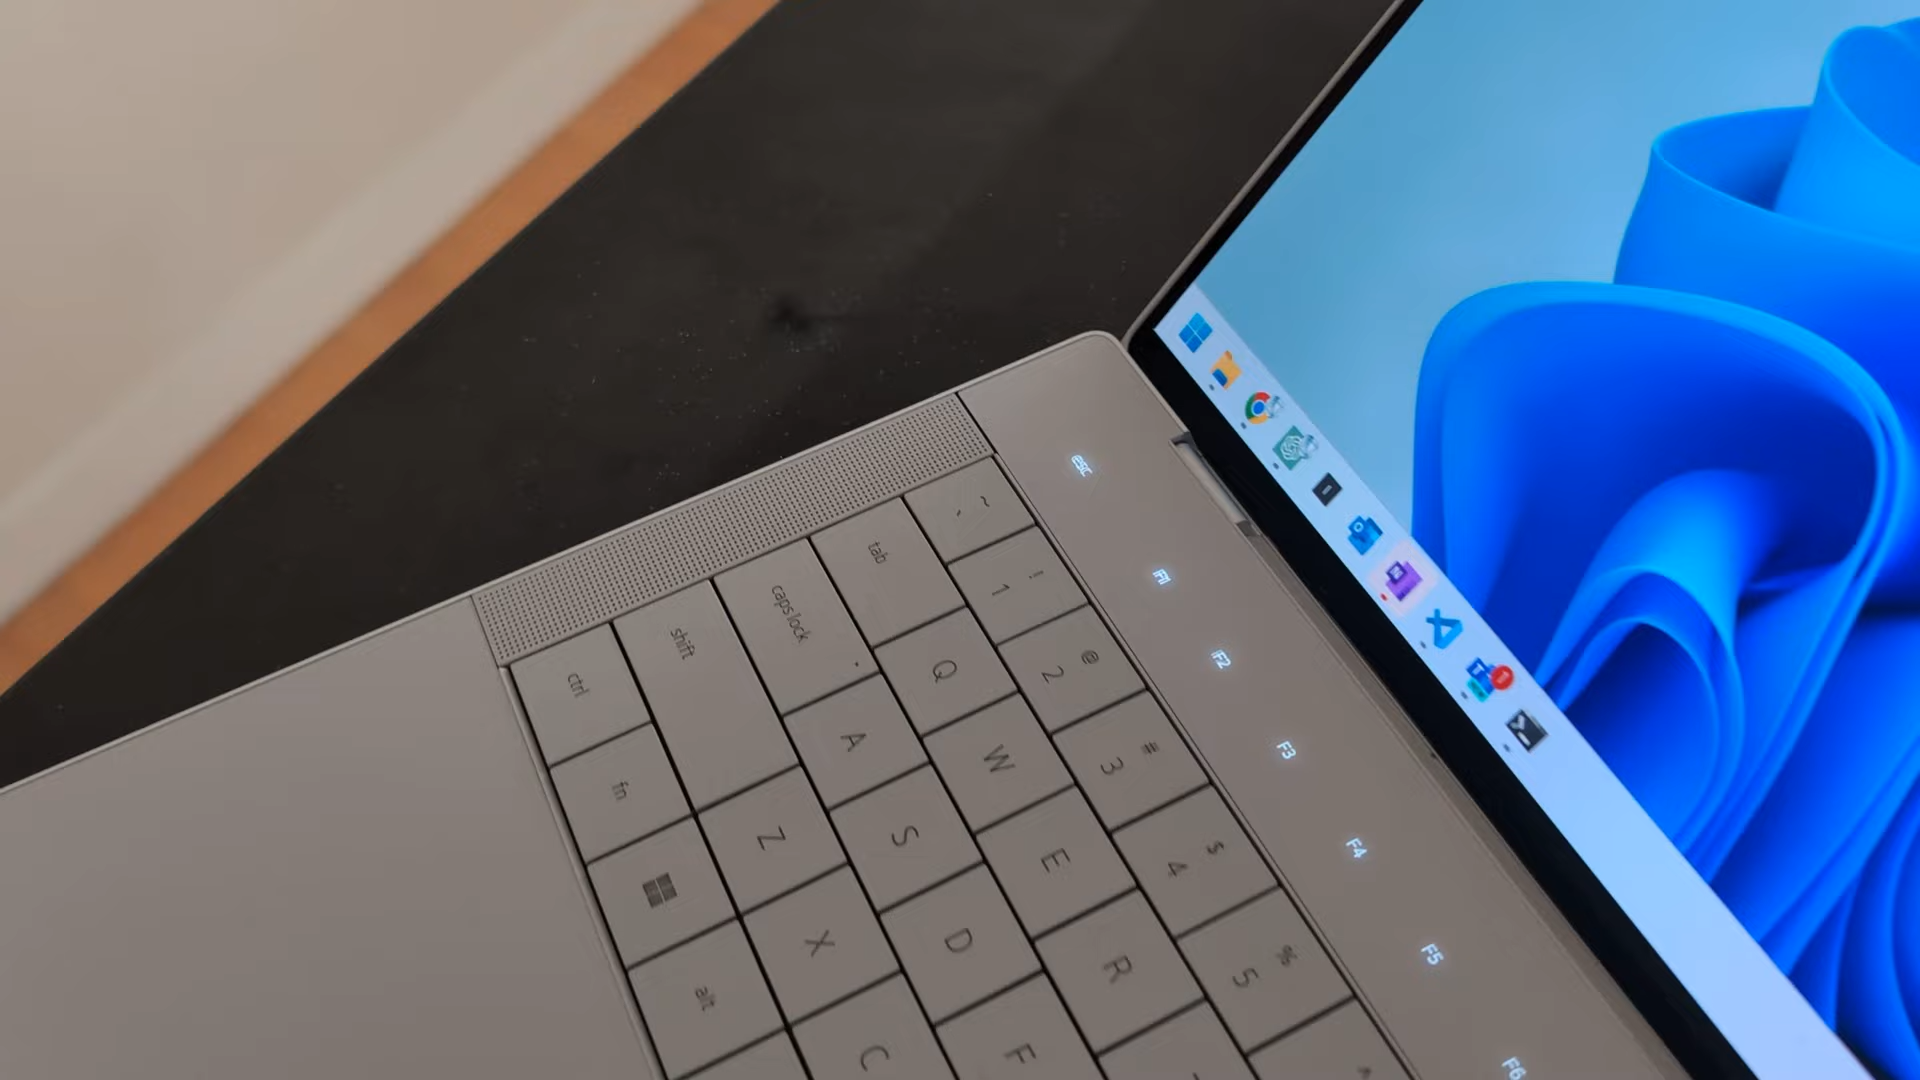 esc F1 F2 F3 F4 F5 F6
~ `
! 1
@ 2
# 3
$ 4
% 5
tab Q W E R
caps lock A S D F
shift Z X C
ctrl fn alt
1